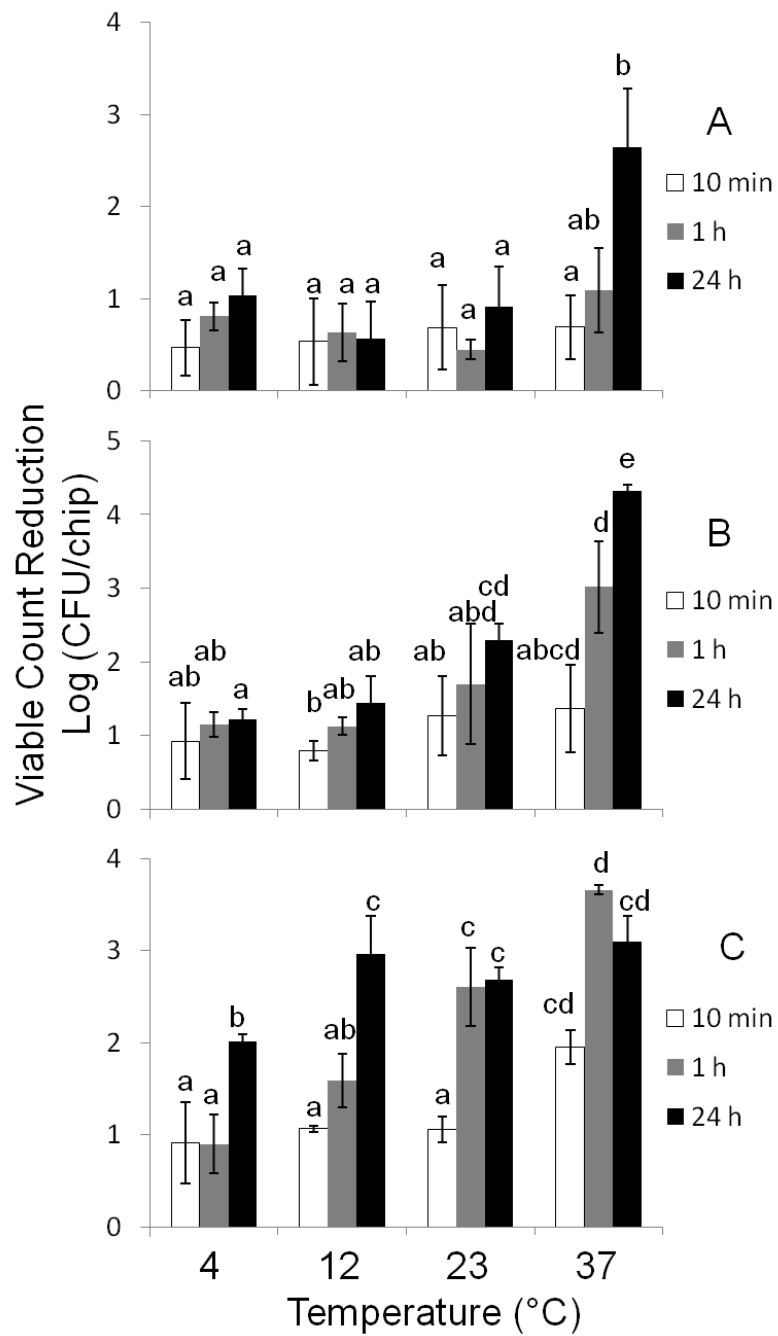 4
3
2
1
0
a
a
a
a
a
a
a
a
a
a
ab
b
A
10 min
1 h
24 h
5
4
3
2
1
0
ab
ab
a
b
ab
ab
ab
abd
cd
abcd
d
e
B
10 min
1 h
24 h
4
3
2
1
0
a
a
b
a
ab
c
a
c
c
cd
d
cd
C
10 min
1 h
24 h
4 12 23 37
Temperature (°C)
Viable Count Reduction
Log (CFU/chip)